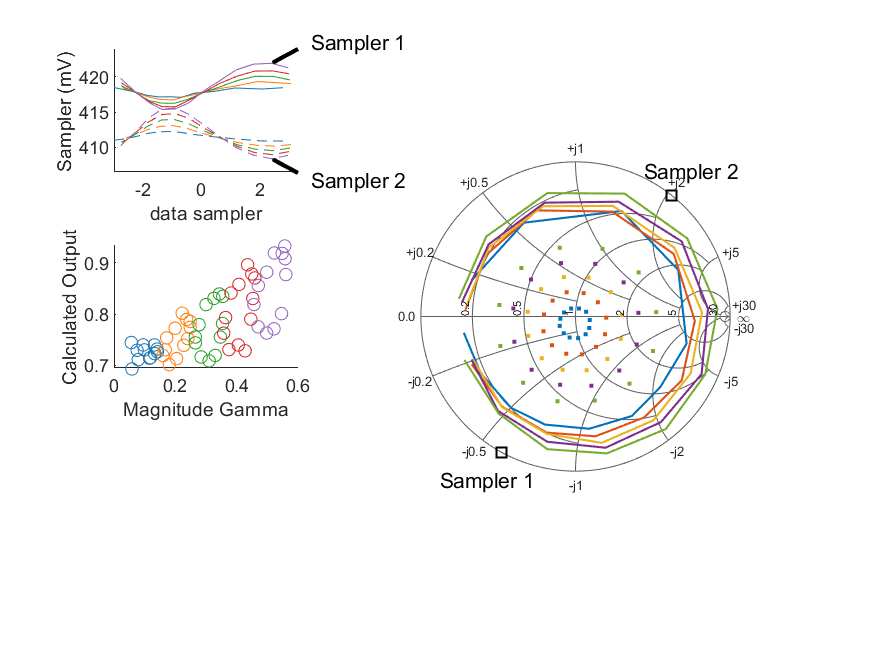 Sampler 1
Sampler (mV)
420
415
410
-2
0
2
data sampler
Sampler 2
Calculated Output
0.9
0.8
0.7
0
0.2
0.4
0.6
Magnitude Gamma
+j1
Sampler 2
+j2
+j0.5
+j0.2
+j5
0.0
0.2
0.5
1
2
5
30
+j30
∞
-j30
-j0.2
-j5
-j0.5
-j2
Sampler 1
-j1